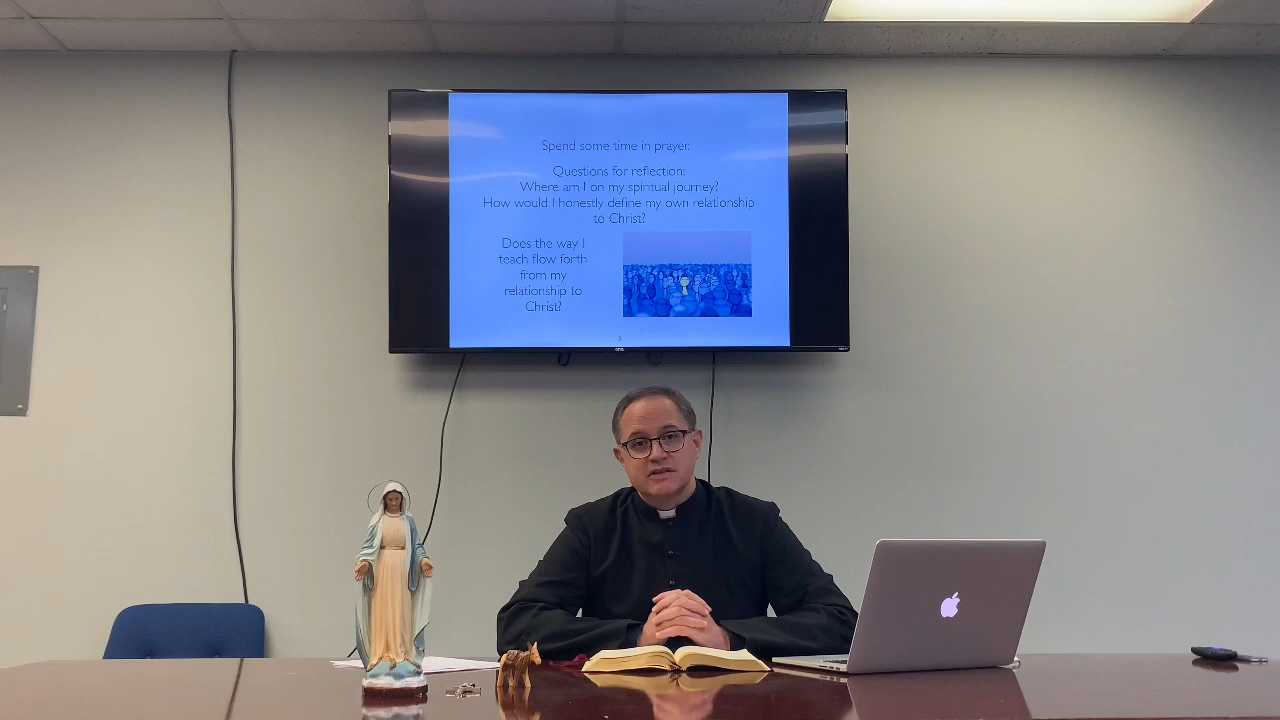 Spend some time in prayer.
Questions for reflection:
Where am I on my spiritual journey?
How would I honestly define my own relationship
to Christ?
Does the way I
teach flow forth
from my
relationship to
Christ?
3